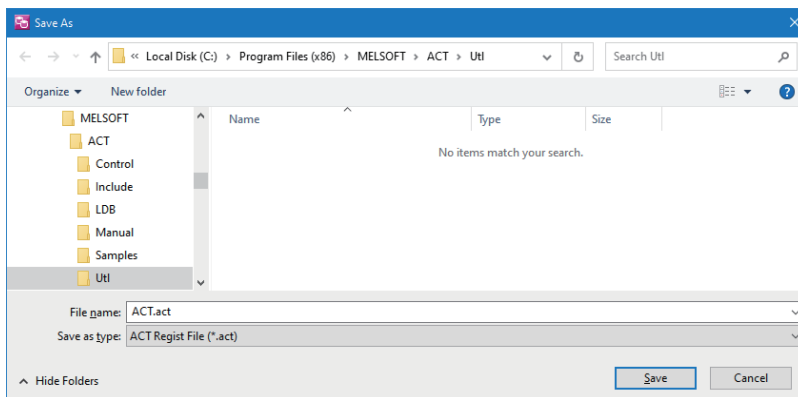 Save As
« Local Disk (C:) › Program Files (x86) › MELSOFT › ACT › Utl
Search Utl
Organize
New folder
Name
Type
Size
MELSOFT
ACT
Control
Include
LDB
Manual
Samples
Utl
No items match your search.
File name: ACT.act
Save as type: ACT Regist File (*.act)
Hide Folders
Save
Cancel